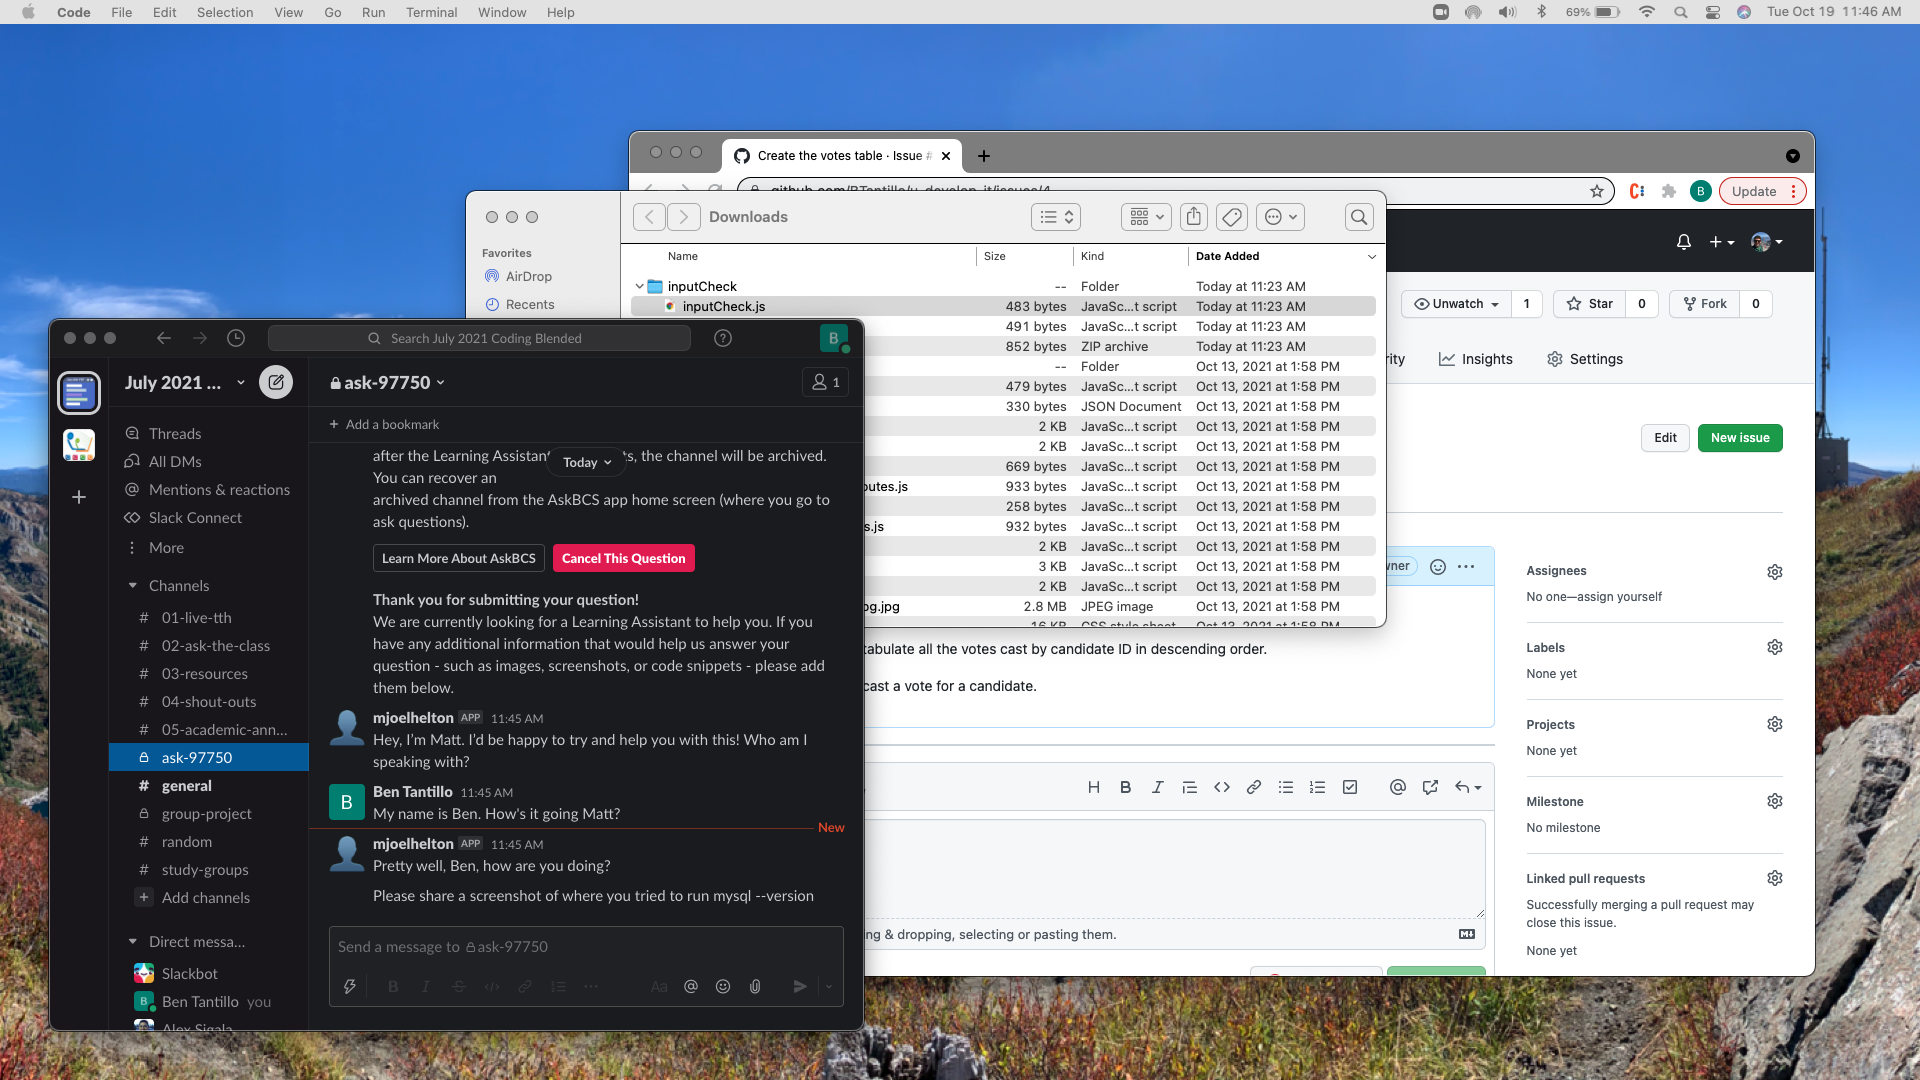 Code File Edit Selection View Go Run Terminal Window Help
69% Tue Oct 19 11:46 AM
Create the votes table · Issue #
github.com/BTantillo/u-develop-it/issues/4
B Update
Unwatch 1 Star 0 Fork 0
Insights Settings
Edit New issue
Downloads
Favorites
AirDrop
Recents
Name Size Kind Date Added
inputCheck -- Folder Today at 11:23 AM
inputCheck.js 483 bytes JavaSc...t script Today at 11:23 AM
491 bytes JavaSc...t script Today at 11:23 AM
852 bytes ZIP archive Today at 11:23 AM
-- Folder Oct 13, 2021 at 1:58 PM
479 bytes JavaSc...t script Oct 13, 2021 at 1:58 PM
330 bytes JSON Document Oct 13, 2021 at 1:58 PM
2 KB JavaSc...t script Oct 13, 2021 at 1:58 PM
2 KB JavaSc...t script Oct 13, 2021 at 1:58 PM
669 bytes JavaSc...t script Oct 13, 2021 at 1:58 PM
outes.js 933 bytes JavaSc...t script Oct 13, 2021 at 1:58 PM
258 bytes JavaSc...t script Oct 13, 2021 at 1:58 PM
s.js 932 bytes JavaSc...t script Oct 13, 2021 at 1:58 PM
2 KB JavaSc...t script Oct 13, 2021 at 1:58 PM
3 KB JavaSc...t script Oct 13, 2021 at 1:58 PM
2 KB JavaSc...t script Oct 13, 2021 at 1:58 PM
og.jpg 2.8 MB JPEG image Oct 13, 2021 at 1:58 PM
16 KB CSS style sheet Oct 13, 2021 at 1:58 PM
tabulate all the votes cast by candidate ID in descending order.
cast a vote for a candidate.
ng & dropping, selecting or pasting them.
Assignees
No one—assign yourself
Labels
None yet
Projects
None yet
Milestone
No milestone
Linked pull requests
Successfully merging a pull request may
close this issue.
None yet
Search July 2021 Coding Blended
B
July 2021 ...
Threads
All DMs
Mentions & reactions
Slack Connect
More
Channels
# 01-live-tth
# 02-ask-the-class
# 03-resources
# 04-shout-outs
# 05-academic-ann...
ask-97750
# general
group-project
# random
# study-groups
+ Add channels
Direct messa...
Slackbot
Ben Tantillo you
Alex Sigala
ask-97750
1
+ Add a bookmark
Today
after the Learning Assistant ts, the channel will be archived.
You can recover an
archived channel from the AskBCS app home screen (where you go to
ask questions).
Learn More About AskBCS Cancel This Question
Thank you for submitting your question!
We are currently looking for a Learning Assistant to help you. If you
have any additional information that would help us answer your
question - such as images, screenshots, or code snippets - please add
them below.
mjoelhelton APP 11:45 AM
Hey, I'm Matt. I'd be happy to try and help you with this! Who am I
speaking with?
B
Ben Tantillo 11:45 AM
My name is Ben. How's it going Matt?
New
mjoelhelton APP 11:45 AM
Pretty well, Ben, how are you doing?
Please share a screenshot of where you tried to run mysql --version
Send a message to ask-97750